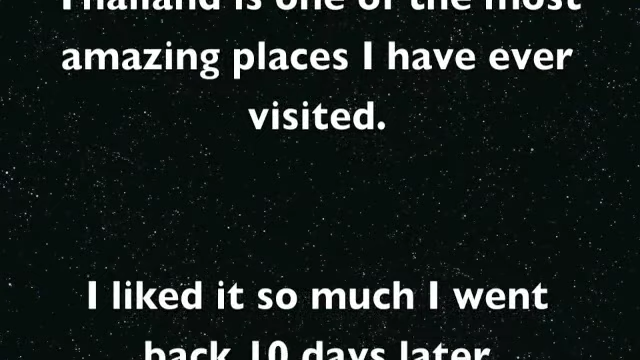 Thailand is one of the most
amazing places I have ever
visited.
I liked it so much I went
back 10 days later